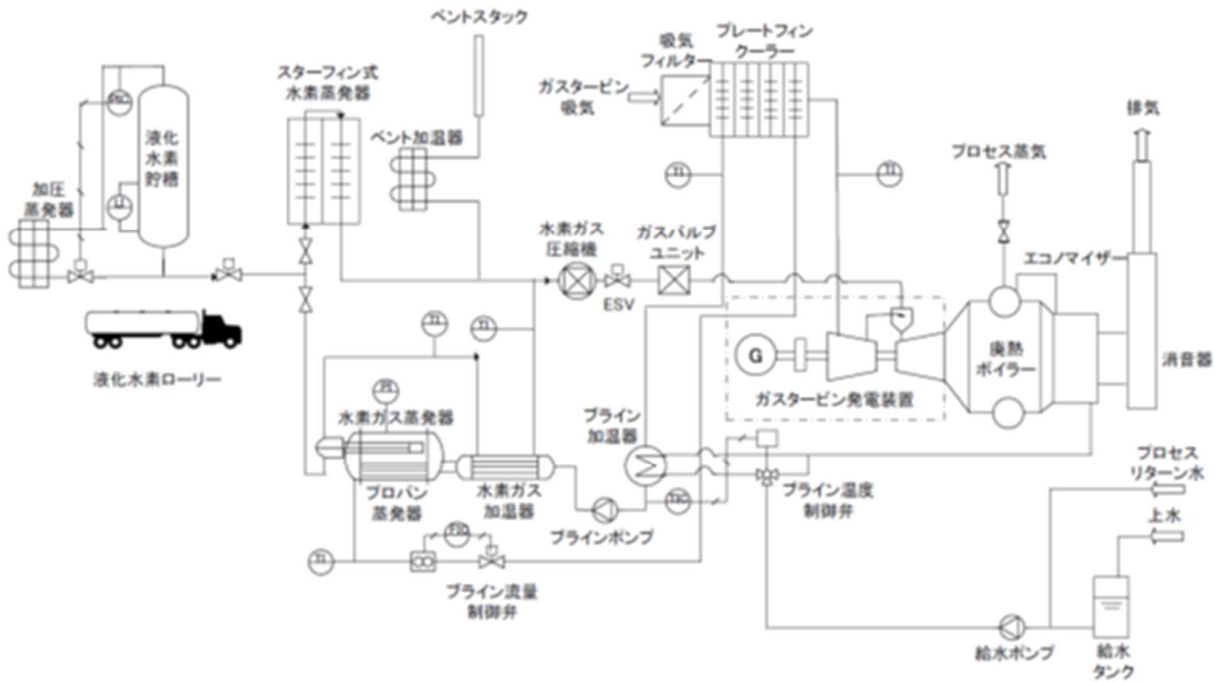 ベントスタック
スターフィン式
水素蒸発器
ベント加温器
吸気
フィルター
プレートフィン
クーラー
ガスタービン
吸気
排気
プロセス蒸気
液化
水素
貯槽
PIC
LI
加圧
蒸発器
TI
TI
水素ガス
圧縮機
ガスバルブ
ユニット
ESV
エコノマイザー
TI
TI
液化水素ローリー
G
廃熱
ボイラー
消音器
ガスタービン発電装置
PS
水素ガス蒸発器
ブライン
加温器
プロパン
蒸発器
水素ガス
加温器
TIC
ブライン温度
制御弁
プロセス
リターン水
上水
ブラインポンプ
TI
FIC
ブライン流量
制御弁
給水ポンプ
給水
タンク